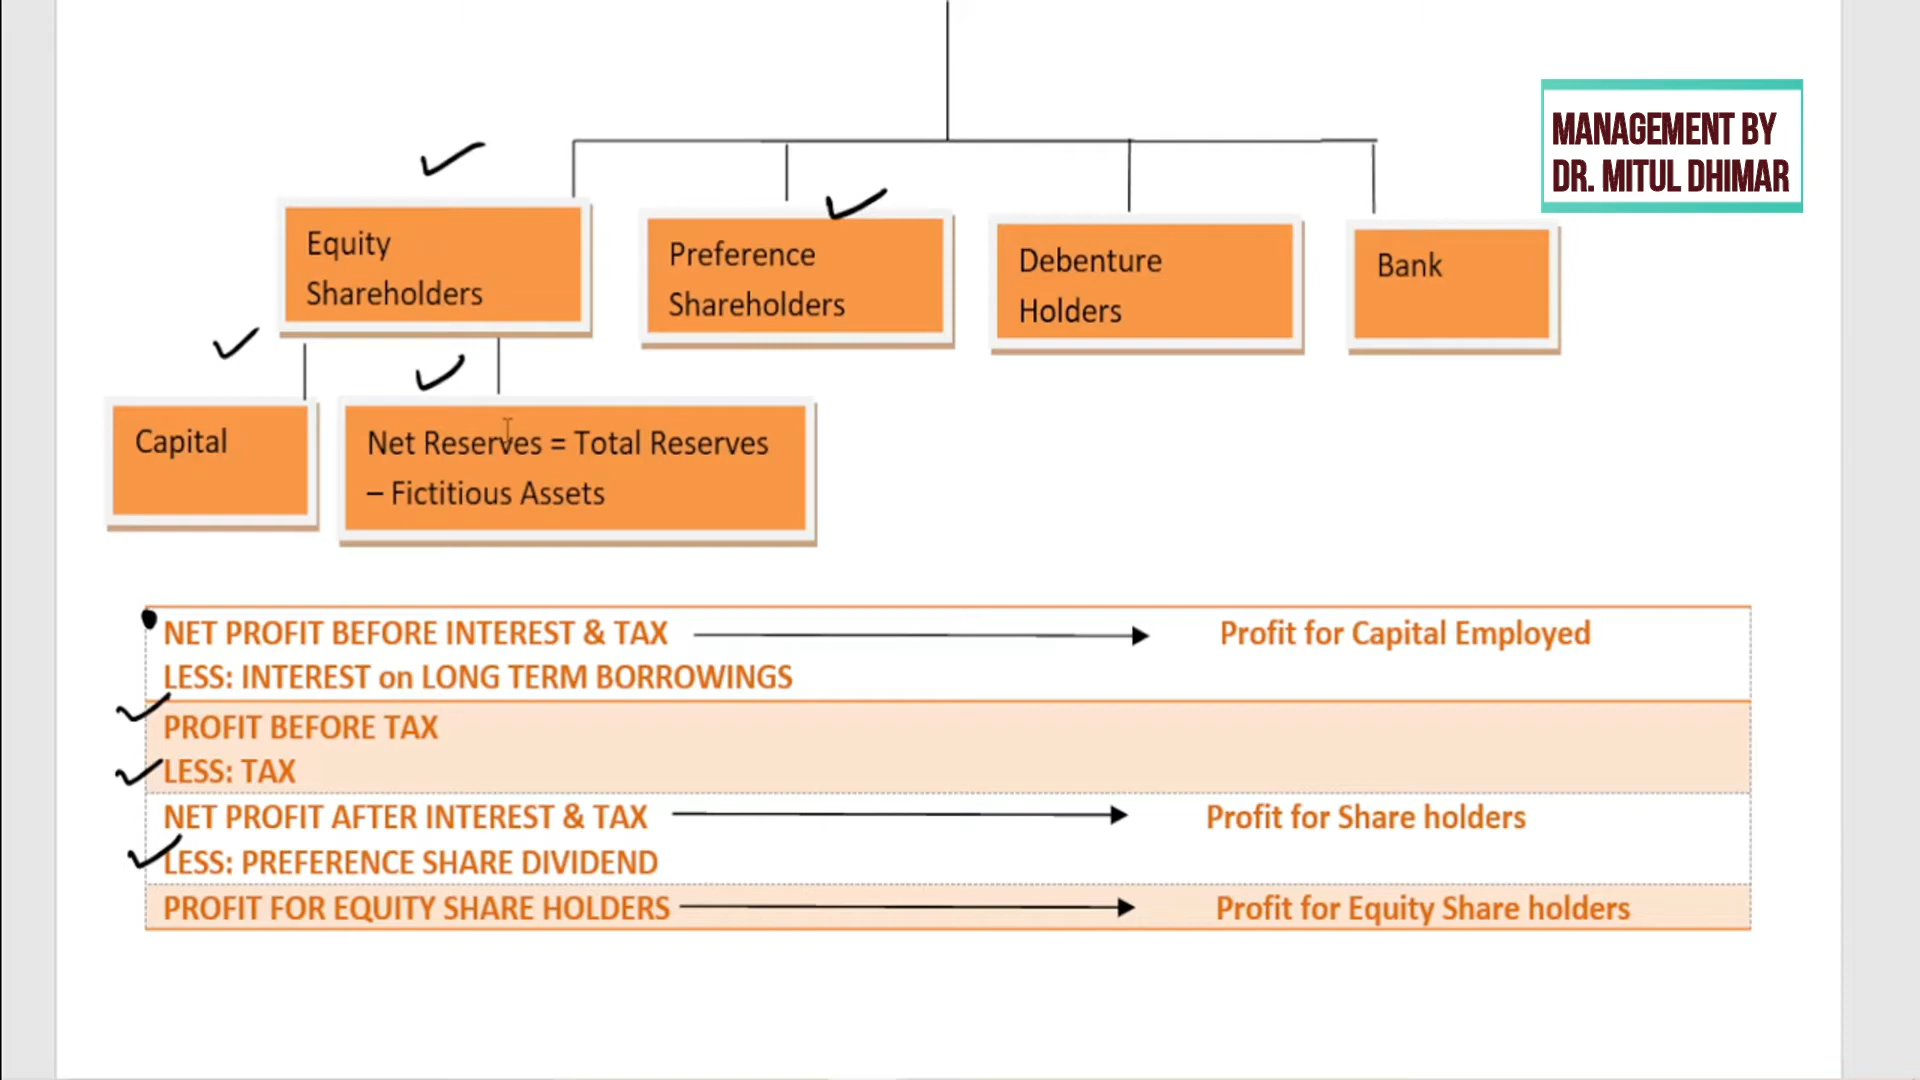 MANAGEMENT BY
DR. MITUL DHIMAR
Equity
Shareholders
Preference
Shareholders
Debenture
Holders
Bank
Capital
Net Reserves = Total Reserves
– Fictitious Assets
NET PROFIT BEFORE INTEREST & TAX Profit for Capital Employed
LESS: INTEREST on LONG TERM BORROWINGS
PROFIT BEFORE TAX
LESS: TAX
NET PROFIT AFTER INTEREST & TAX Profit for Share holders
LESS: PREFERENCE SHARE DIVIDEND
PROFIT FOR EQUITY SHARE HOLDERS Profit for Equity Share holders